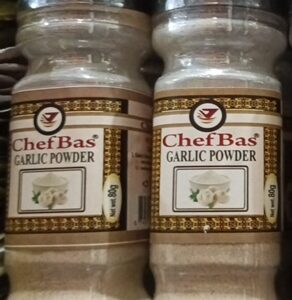 ChefBas®
GARLIC POWDER
Net wt. 80g
ChefBas®
GARLIC POWDER
Net wt. 80g